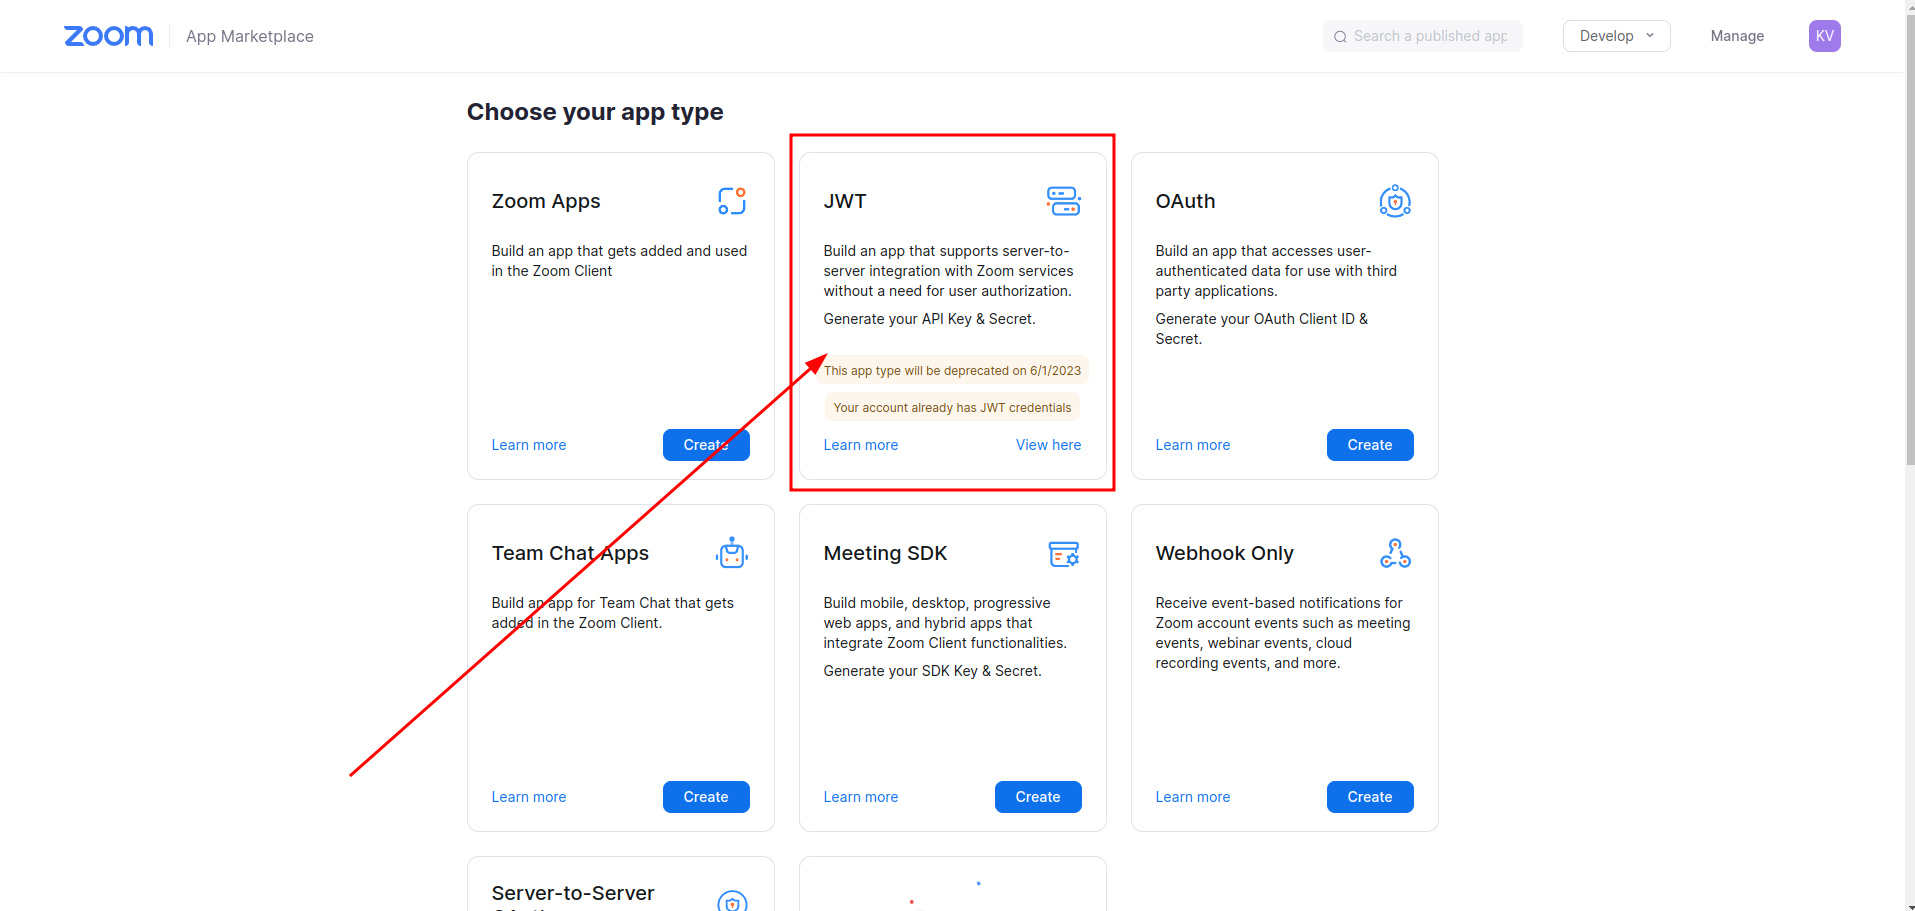 zoom
App Marketplace
Search a published app
Develop
Manage
KV
Choose your app type
Zoom Apps
Build an app that gets added and used
in the Zoom Client
Learn more
Create
JWT
Build an app that supports server-to-
server integration with Zoom services
without a need for user authorization.
Generate your API Key & Secret.
This app type will be deprecated on 6/1/2023
Your account already has JWT credentials
Learn more
View here
OAuth
Build an app that accesses user-
authenticated data for use with third
party applications.
Generate your OAuth Client ID &
Secret.
Learn more
Create
Team Chat Apps
Build an app for Team Chat that gets
added in the Zoom Client.
Learn more
Create
Meeting SDK
Build mobile, desktop, progressive
web apps, and hybrid apps that
integrate Zoom Client functionalities.
Generate your SDK Key & Secret.
Learn more
Create
Webhook Only
Receive event-based notifications for
Zoom account events such as meeting
events, webinar events, cloud
recording events, and more.
Learn more
Create
Server-to-Server